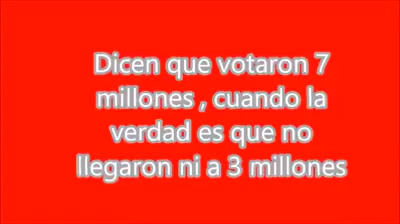 Dicen que votaron 7
millones , cuando la
verdad es que no
llegaron ni a 3 millones